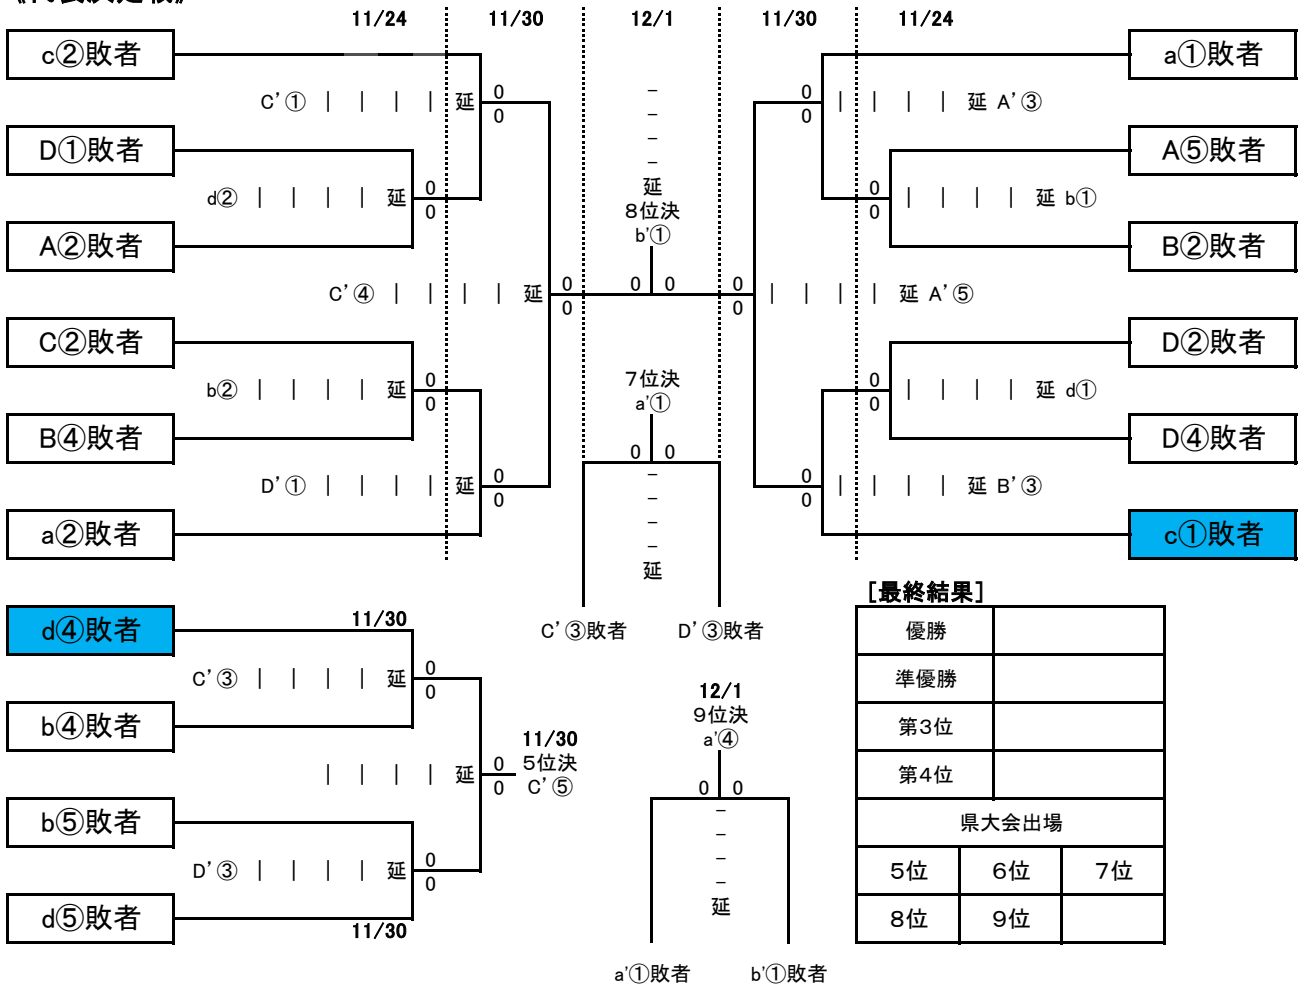 11/24 11/30 12/1 11/30 11/24
c②敗者
a①敗者
C'①｜｜｜｜延 0 0
0 0｜｜｜｜延 A'③
D①敗者
A⑤敗者
d②｜｜｜｜延 0 0
0 0｜｜｜｜延 b①
A②敗者
B②敗者
－
－
－
－
延
8位決
b'①
0 0
C'④｜｜｜｜延 0 0
0 0｜｜｜｜延 A'⑤
C②敗者
D②敗者
b②｜｜｜｜延 0 0
0 0｜｜｜｜延 d①
B④敗者
D④敗者
D'①｜｜｜｜延 0 0
0 0｜｜｜｜延 B'③
a②敗者
c①敗者
7位決
a'①
0 0
－
－
－
－
延
C'③敗者 D'③敗者
d④敗者
11/30
C'③｜｜｜｜延 0 0
b④敗者
｜｜｜｜延 0 0
11/30
5位決
C'⑤
b⑤敗者
D'③｜｜｜｜延 0 0
d⑤敗者
11/30
12/1
9位決
a'④
0 0
－
－
－
－
延
a'①敗者 b'①敗者
[最終結果]
優勝
準優勝
第3位
第4位
県大会出場
5位 6位 7位
8位 9位